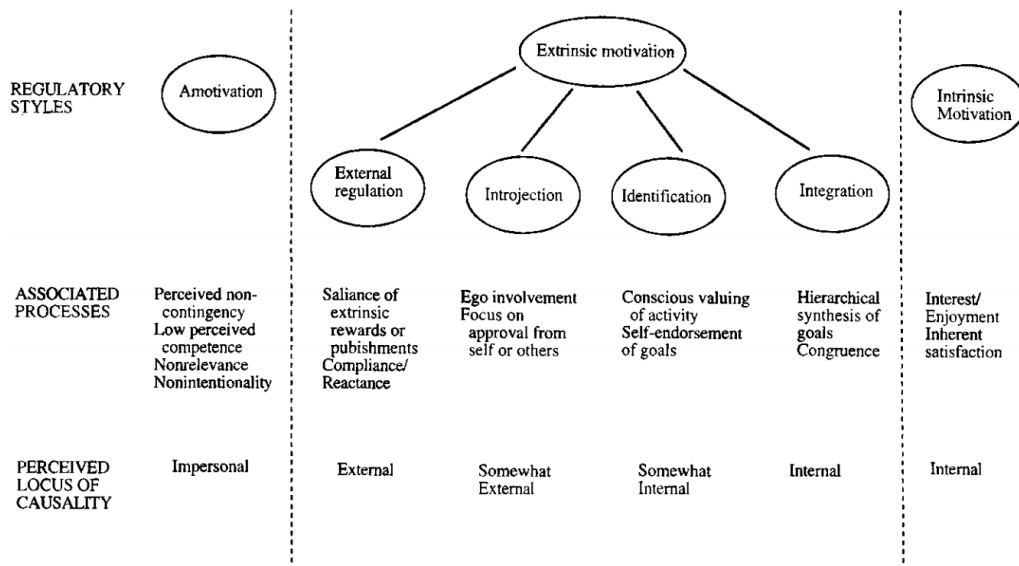 Extrinsic motivation
REGULATORY
STYLES
Amotivation
Intrinsic
Motivation
External
regulation
Introjection
Identification
Integration
ASSOCIATED
PROCESSES
Perceived non-
contingency
Low perceived
competence
Nonrelevance
Nonintentionality
Saliance of
extrinsic
rewards or
pubishments
Compliance/
Reactance
Ego involvement
Focus on
approval from
self or others
Conscious valuing
of activity
Self-endorsement
of goals
Hierarchical
synthesis of
goals
Congruence
Interest/
Enjoyment
Inherent
satisfaction
PERCEIVED
LOCUS OF
CAUSALITY
Impersonal
External
Somewhat
External
Somewhat
Internal
Internal
Internal